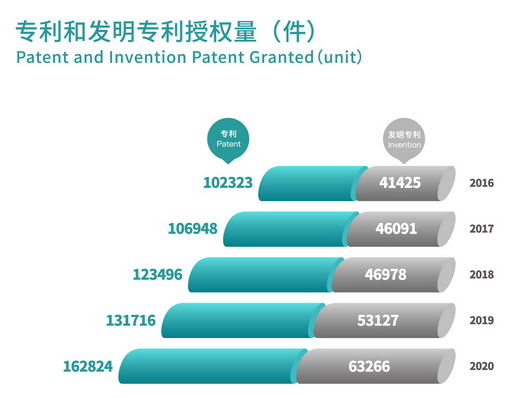 专利和发明专利授权量（件）
Patent and Invention Patent Granted(unit)
专利
Patent
发明专利
Invention
102323 41425 2016
106948 46091 2017
123496 46978 2018
131716 53127 2019
162824 63266 2020